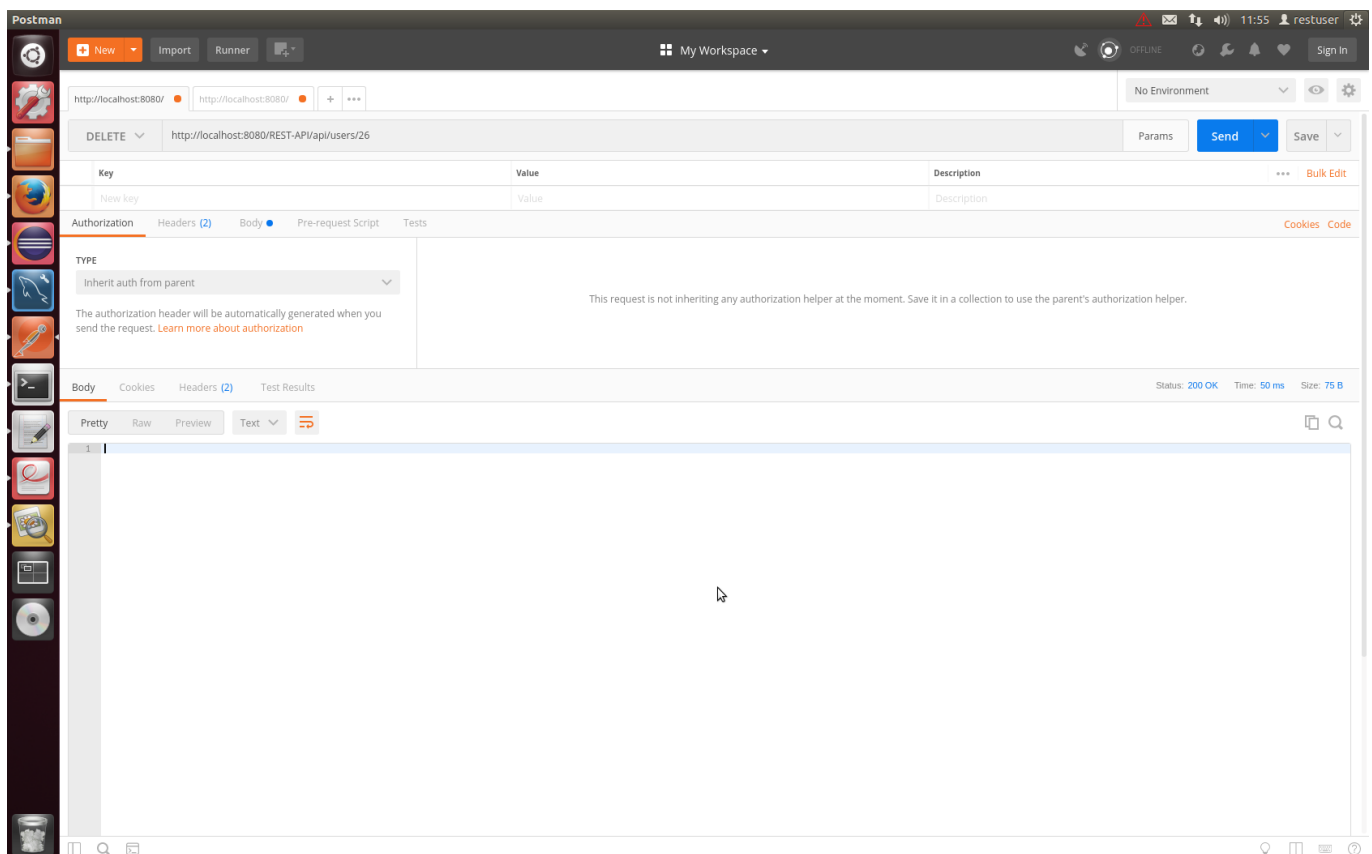 Postman
11:55 restuser
New Import Runner My Workspace OFFLINE Sign In
http://localhost:8080/ http://localhost:8080/ + No Environment
DELETE http://localhost:8080/REST-API/api/users/26 Params Send Save
Key Value Description Bulk Edit
New key Value Description
Authorization Headers (2) Body Pre-request Script Tests Cookies Code
TYPE
Inherit auth from parent
This request is not inheriting any authorization helper at the moment. Save it in a collection to use the parent's authorization helper.
The authorization header will be automatically generated when you
send the request. Learn more about authorization
Body Cookies Headers (2) Test Results Status: 200 OK Time: 50 ms Size: 75 B
Pretty Raw Preview Text
1